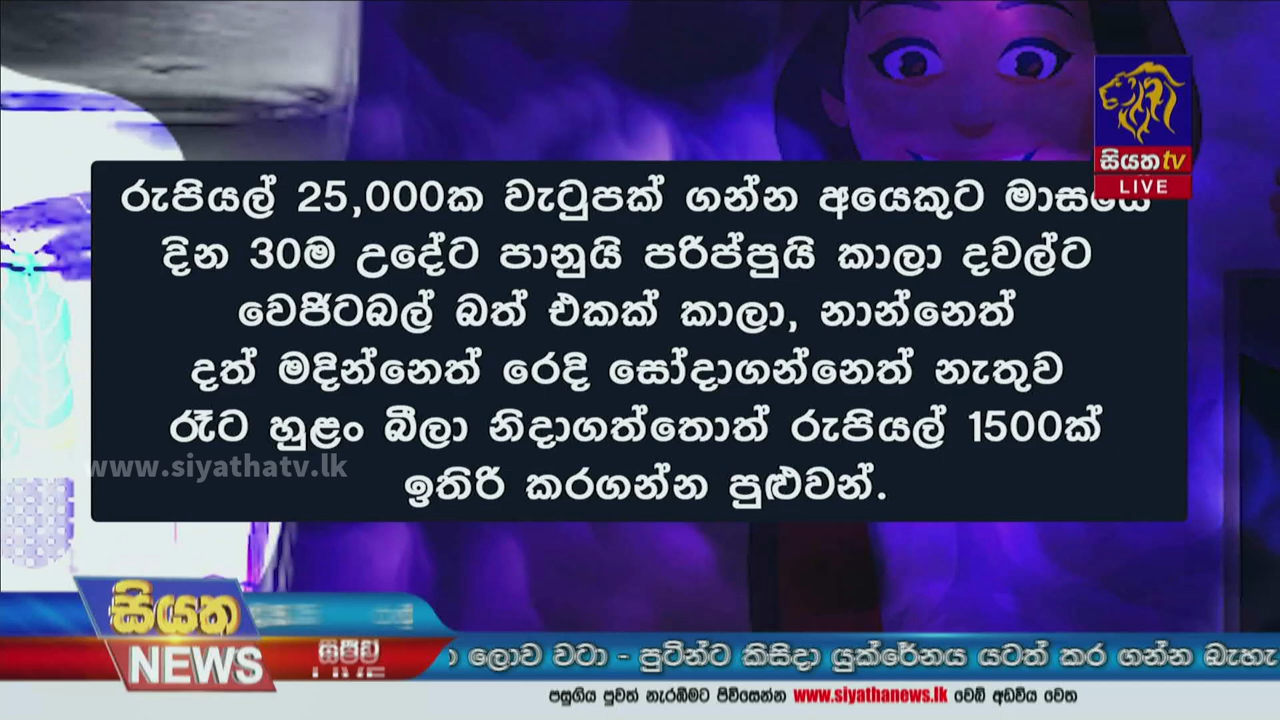 සියත tv
LIVE
රුපියල් 25,000ක වැටුපක් ගන්න අයෙකුට මාසයේ
දින 30ම උදේට පානුයි පරිප්පුයි කාලා දවල්ට
වෙජිටබල් බත් එකක් කාලා, නාන්නෙත්
දත් මදින්නෙත් රෙදි සෝදාගන්නෙත් නැතුව
රෑට හුළං බීලා නිදාගත්තොත් රුපියල් 1500ක්
ඉතිරි කරගන්න පුළුවන්.
www.siyathatv.lk
සියත
NEWS
සජීවී
LIVE
ලොව වටා - පුටින්ට කිසිදා යුක්රේනය යටත් කර ගන්න බැහැ
පසුගිය පුවත් නැරඹීමට පිවිසෙන්න www.siyathanews.lk වෙබ් අඩවිය වෙත